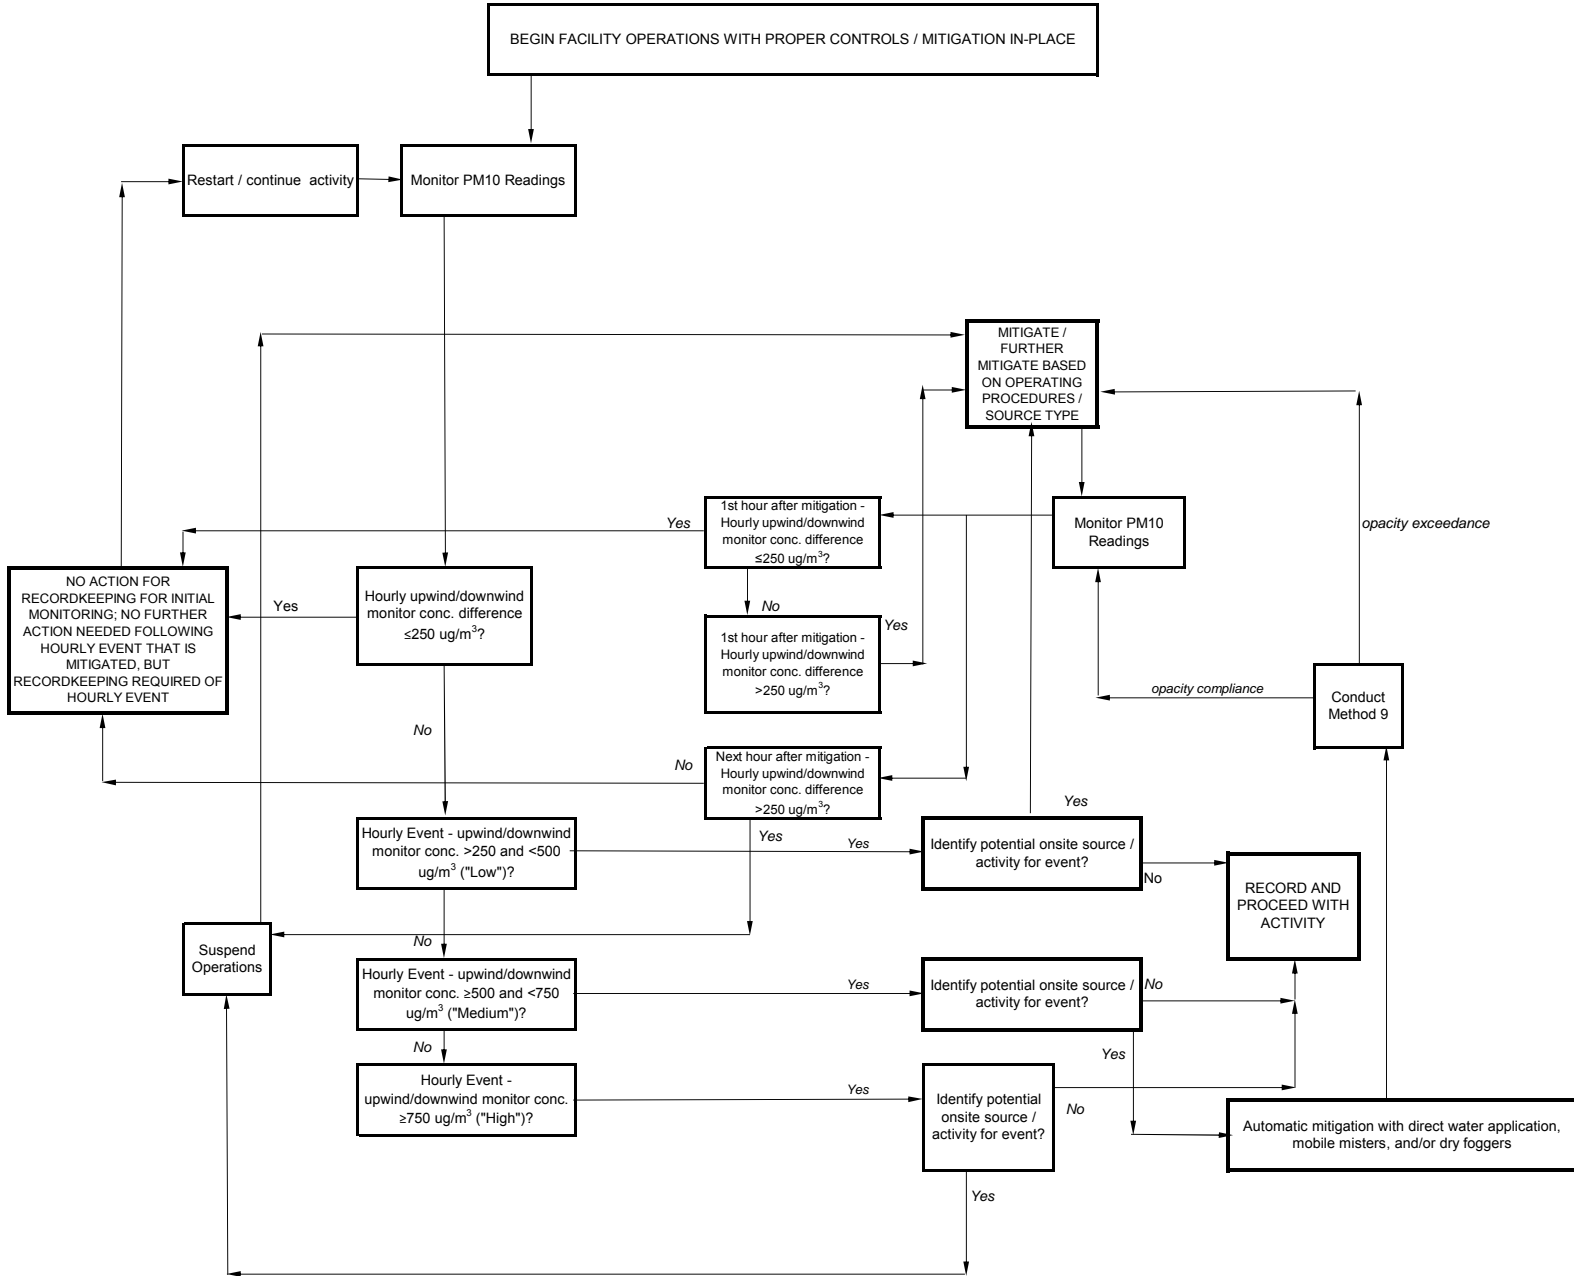 BEGIN FACILITY OPERATIONS WITH PROPER CONTROLS / MITIGATION IN-PLACE
Restart / continue activity
Monitor PM10 Readings
MITIGATE /
FURTHER
MITIGATE BASED
ON OPERATING
PROCEDURES /
SOURCE TYPE
1st hour after mitigation -
Hourly upwind/downwind
monitor conc. difference
≤250 ug/m³?
Yes
Monitor PM10
Readings
opacity exceedance
NO ACTION FOR
RECORDKEEPING FOR INITIAL
MONITORING; NO FURTHER
ACTION NEEDED FOLLOWING
HOURLY EVENT THAT IS
MITIGATED, BUT
RECORDKEEPING REQUIRED OF
HOURLY EVENT
Yes
Hourly upwind/downwind
monitor conc. difference
≤250 ug/m³?
No
1st hour after mitigation -
Hourly upwind/downwind
monitor conc. difference
>250 ug/m³?
Yes
opacity compliance
Conduct
Method 9
No
No
Next hour after mitigation -
Hourly upwind/downwind
monitor conc. difference
>250 ug/m³?
Yes
Yes
Hourly Event - upwind/downwind
monitor conc. >250 and <500
ug/m³ ("Low")?
Yes
Identify potential onsite source /
activity for event?
No
RECORD AND
PROCEED WITH
ACTIVITY
Suspend
Operations
No
Hourly Event - upwind/downwind
monitor conc. ≥500 and <750
ug/m³ ("Medium")?
Yes
Identify potential onsite source /
activity for event?
No
No
Yes
Hourly Event -
upwind/downwind monitor conc.
≥750 ug/m³ ("High")?
Yes
Identify potential
onsite source /
activity for event?
No
Automatic mitigation with direct water application,
mobile misters, and/or dry foggers
Yes